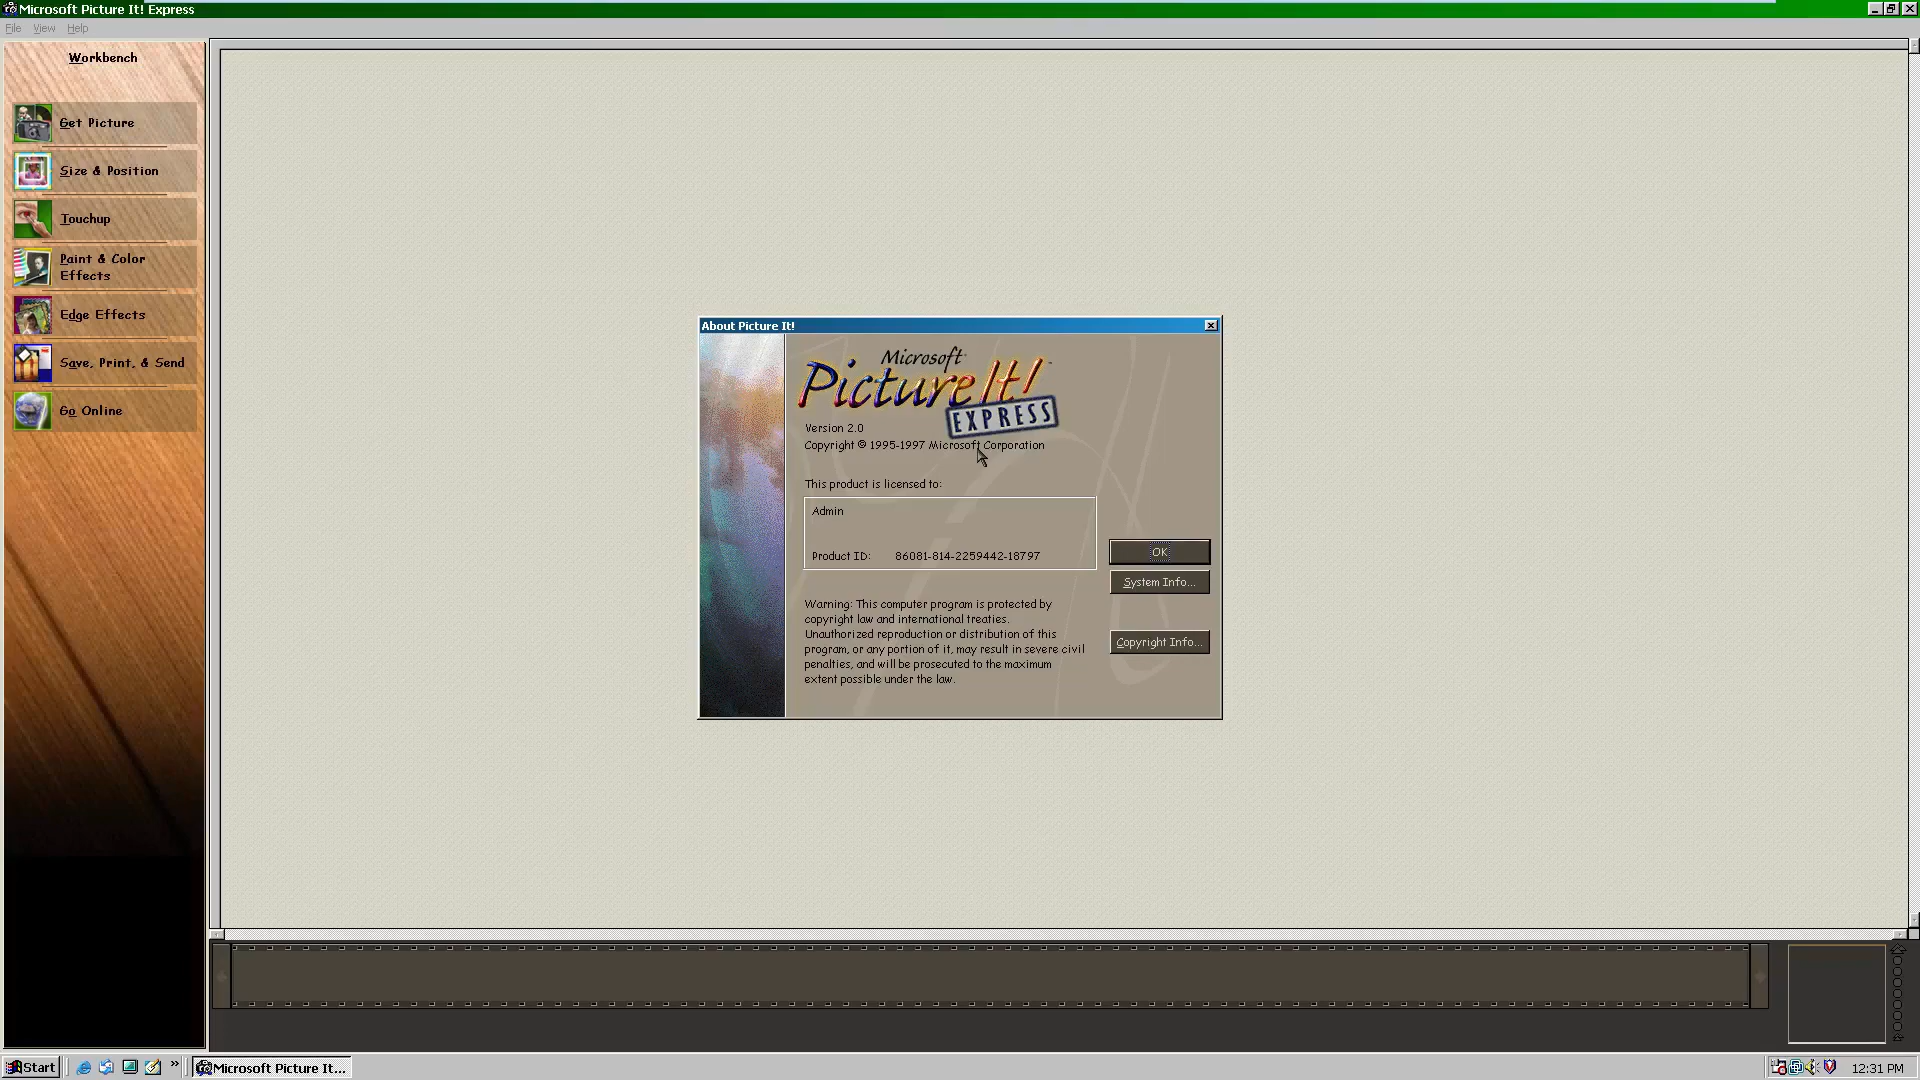 Microsoft Picture It! Express
File View Help
Workbench
Get Picture
Size & Position
Touchup
Paint & Color
Effects
Edge Effects
Save, Print, & Send
Go Online
About Picture It!
Microsoft
Picture It!
EXPRESS
Version 2.0
Copyright © 1995-1997 Microsoft Corporation
This product is licensed to:
Admin
Product ID: 86081-814-2259442-18797
OK
System Info...
Copyright Info...
Warning: This computer program is protected by
copyright law and international treaties.
Unauthorized reproduction or distribution of this
program, or any portion of it, may result in severe civil
penalties, and will be prosecuted to the maximum
extent possible under the law.
Start
Microsoft Picture It...
12:31 PM